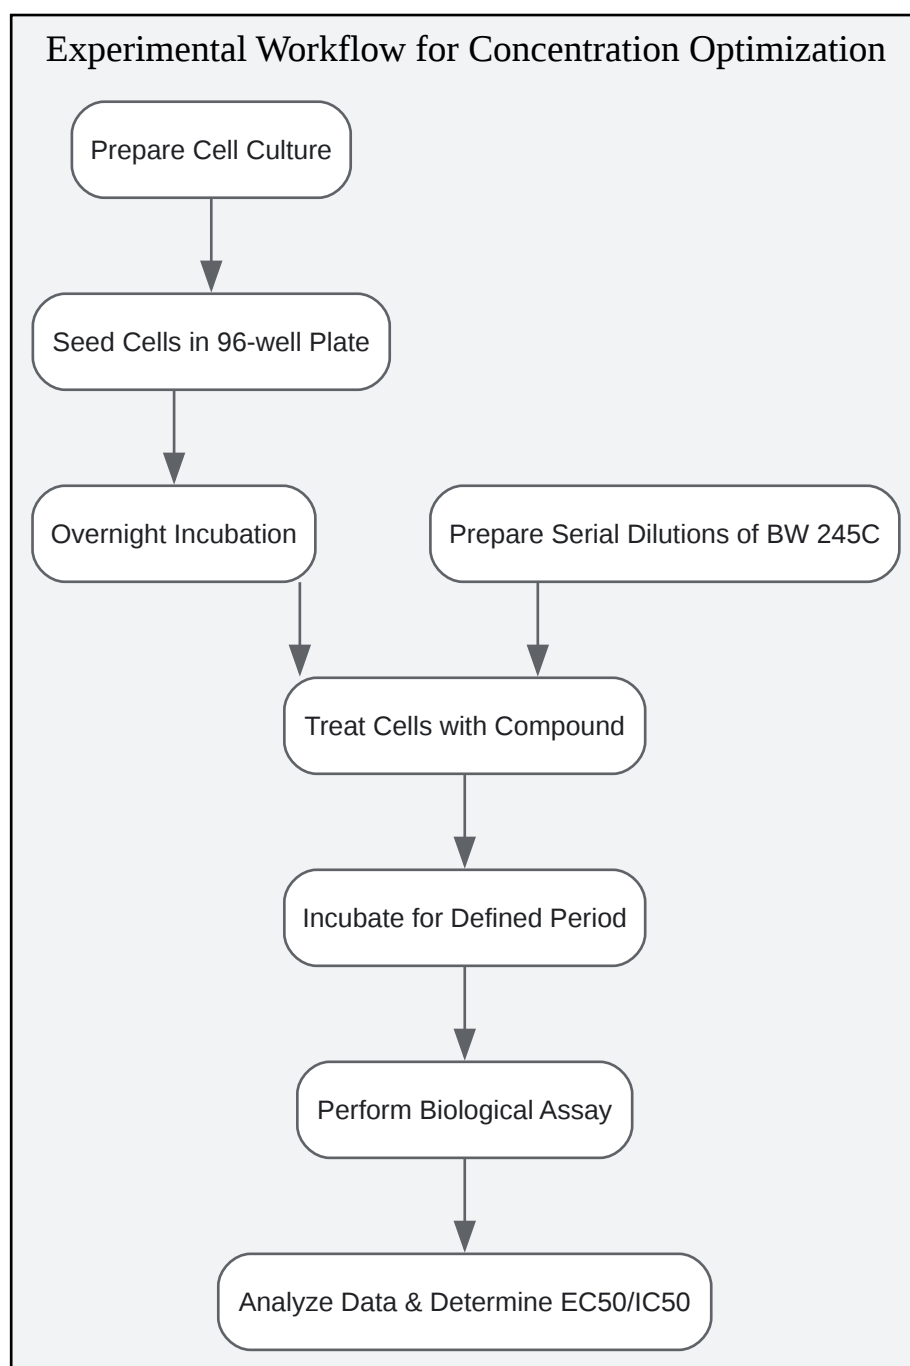 Experimental Workflow for Concentration Optimization
Prepare Cell Culture
Seed Cells in 96-well Plate
Overnight Incubation
Prepare Serial Dilutions of BW 245C
Treat Cells with Compound
Incubate for Defined Period
Perform Biological Assay
Analyze Data & Determine EC50/IC50